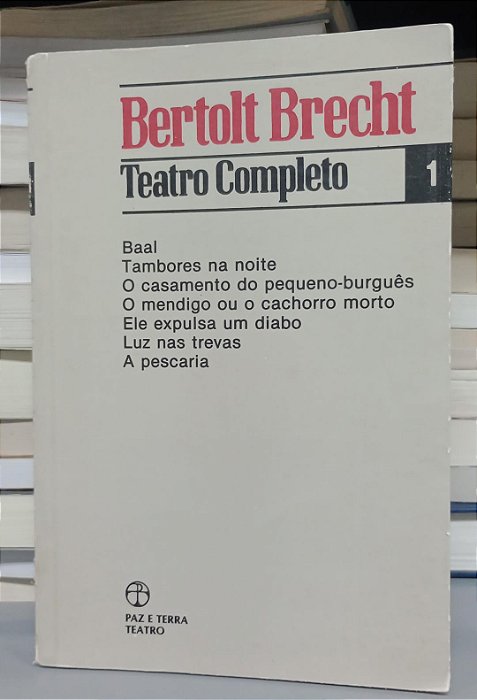 Bertolt Brecht
Teatro Completo 1
Baal
Tambores na noite
O casamento do pequeno-burguês
O mendigo ou o cachorro morto
Ele expulsa um diabo
Luz nas trevas
A pescaria
PAZ E TERRA
TEATRO